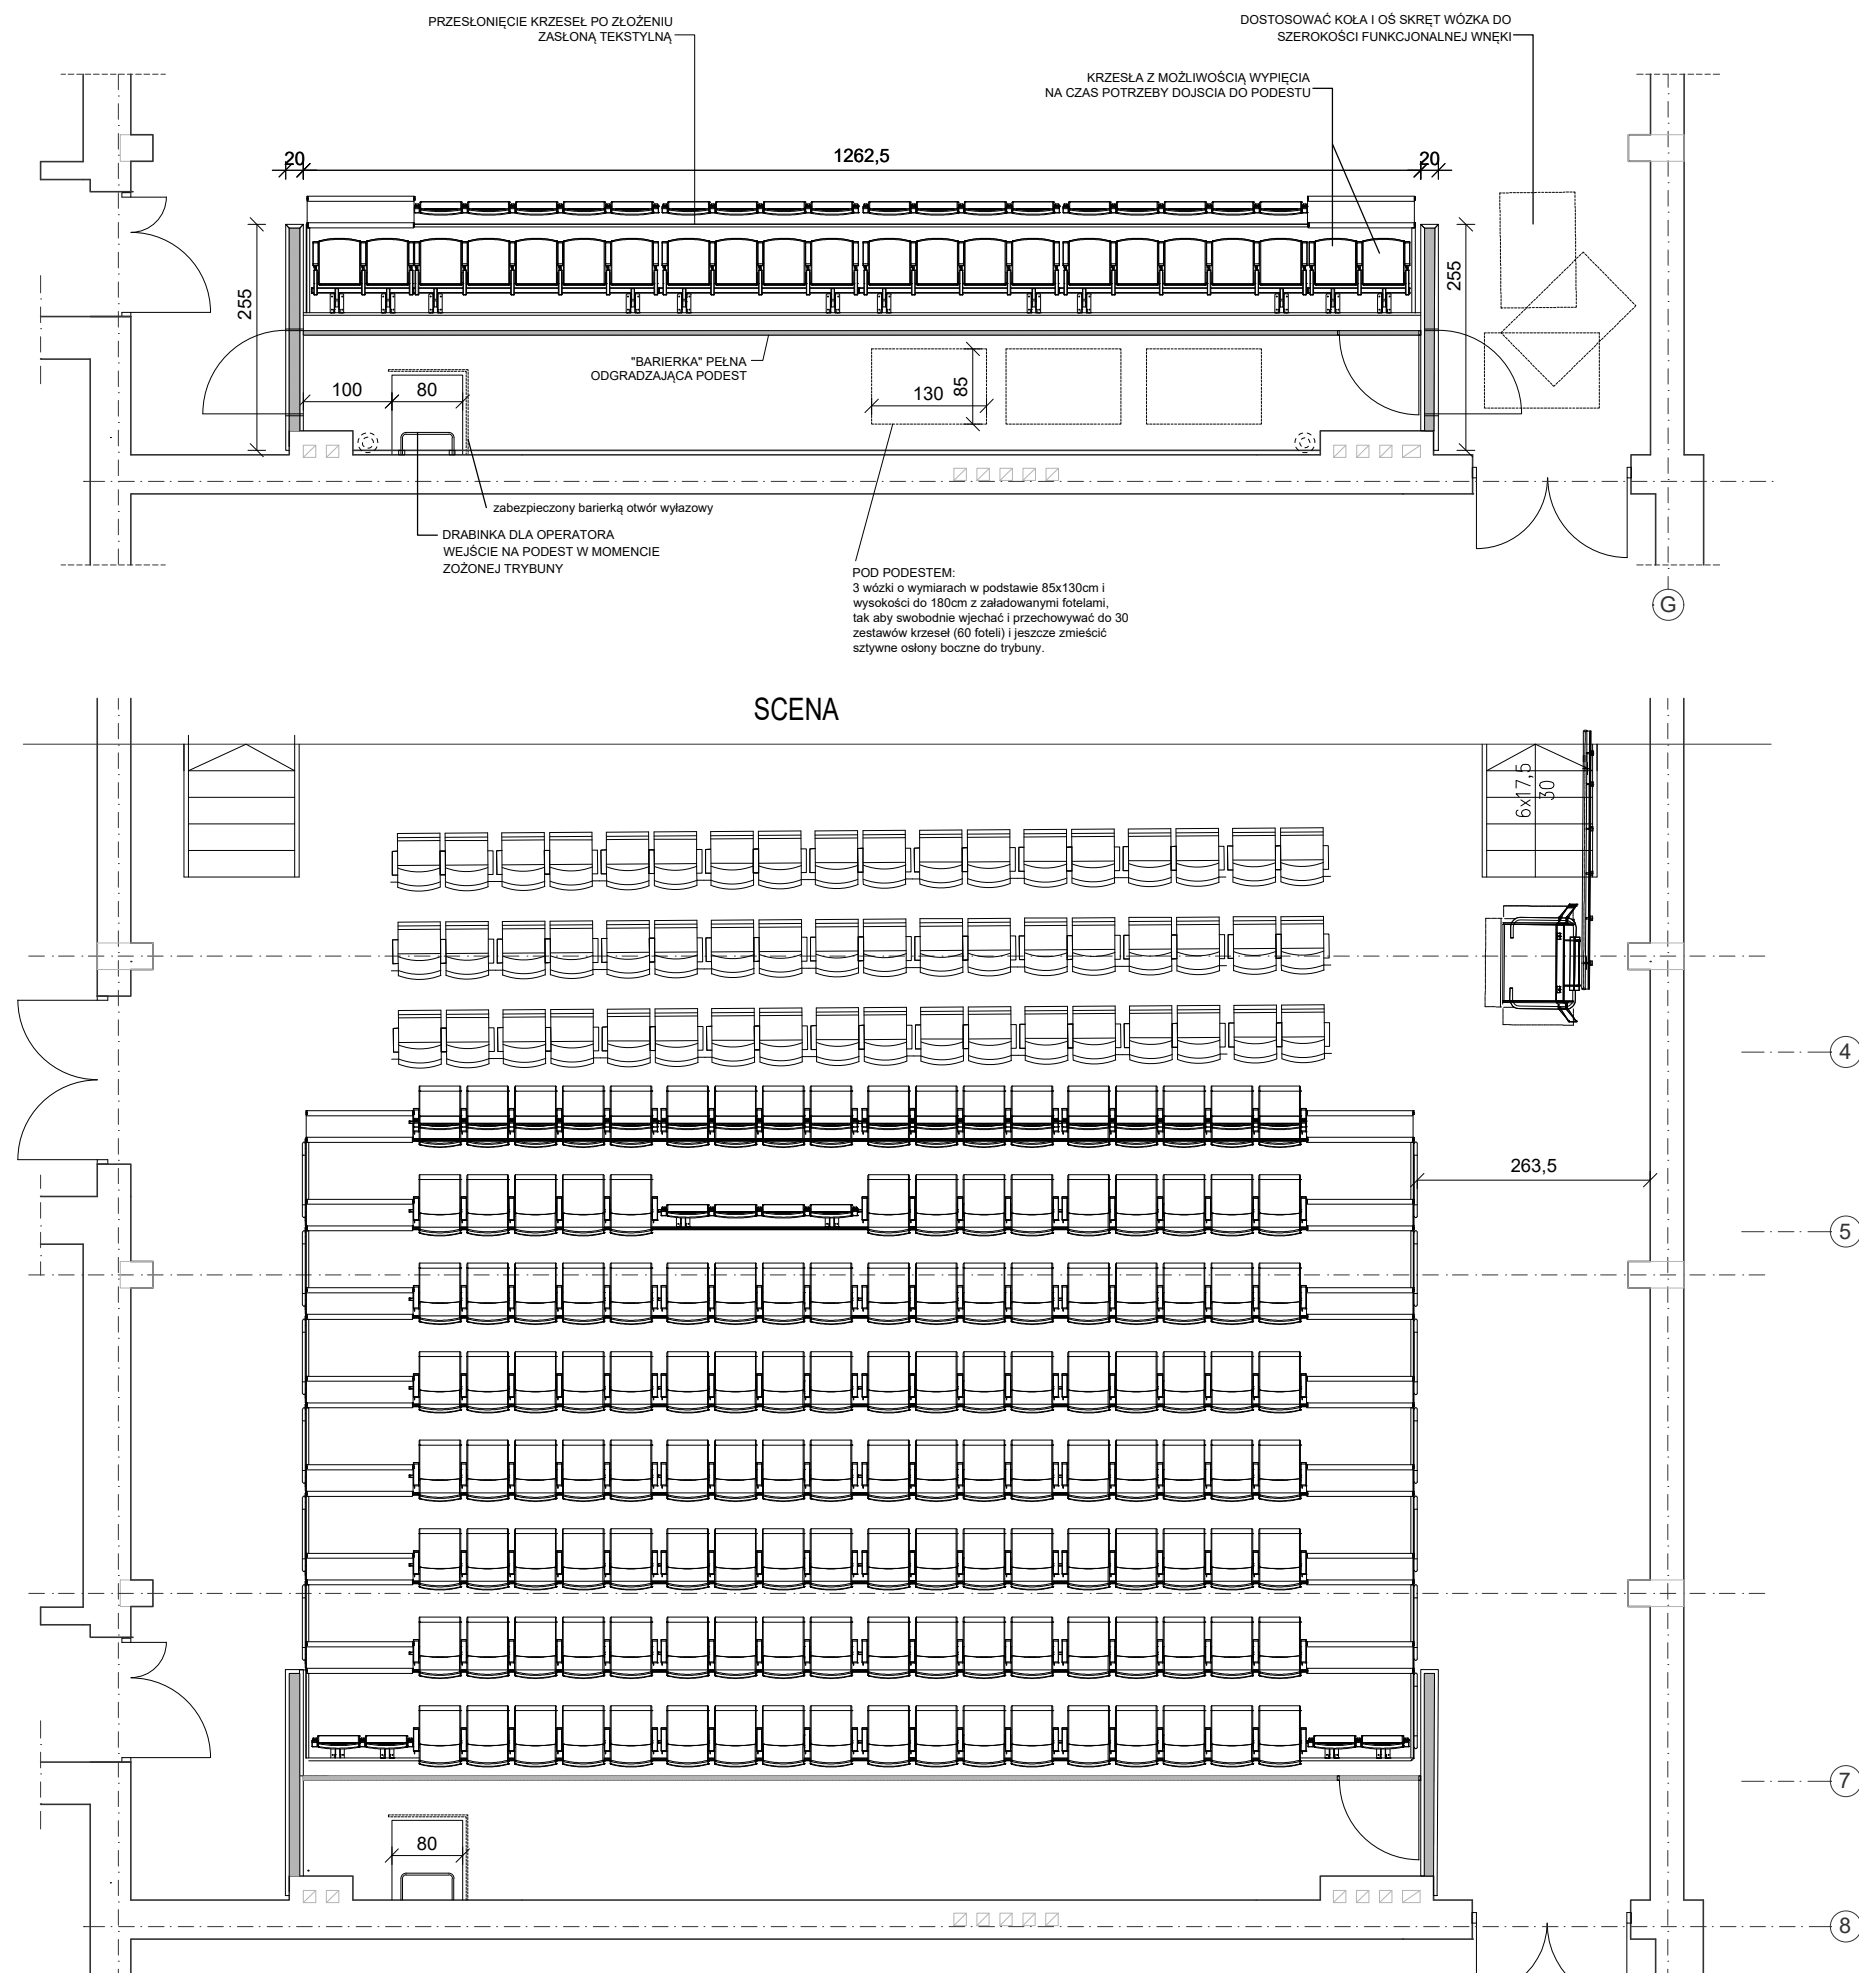 PRZESŁONIĘCIE KRZESEŁ PO ZŁOŻENIU
ZASŁONĄ TEKSTYLNĄ
DOSTOSOWAĆ KOŁA I OŚ SKRĘT WÓZKA DO
SZEROKOŚCI FUNKCJONALNEJ WNĘKI
KRZESŁA Z MOŻLIWOŚCIĄ WYPIĘCIA
NA CZAS POTRZEBY DOJSCIA DO PODESTU
20
1262,5
20
255
255
"BARIERKA" PEŁNA
ODGRADZAJĄCA PODEST
100
80
130
85
zabezpieczony barierką otwór wyłazowy
DRABINKA DLA OPERATORA
WEJŚCIE NA PODEST W MOMENCIE
ZOŻONEJ TRYBUNY
POD PODESTEM:
3 wózki o wymiarach w podstawie 85x130cm i
wysokości do 180cm z załadowanymi fotelami,
tak aby swobodnie wjechać i przechowywać do 30
zestawów krzeseł (60 foteli) i jeszcze zmieścić
sztywne osłony boczne do trybuny.
G
SCENA
6x17,5
30
4
263,5
5
7
80
8